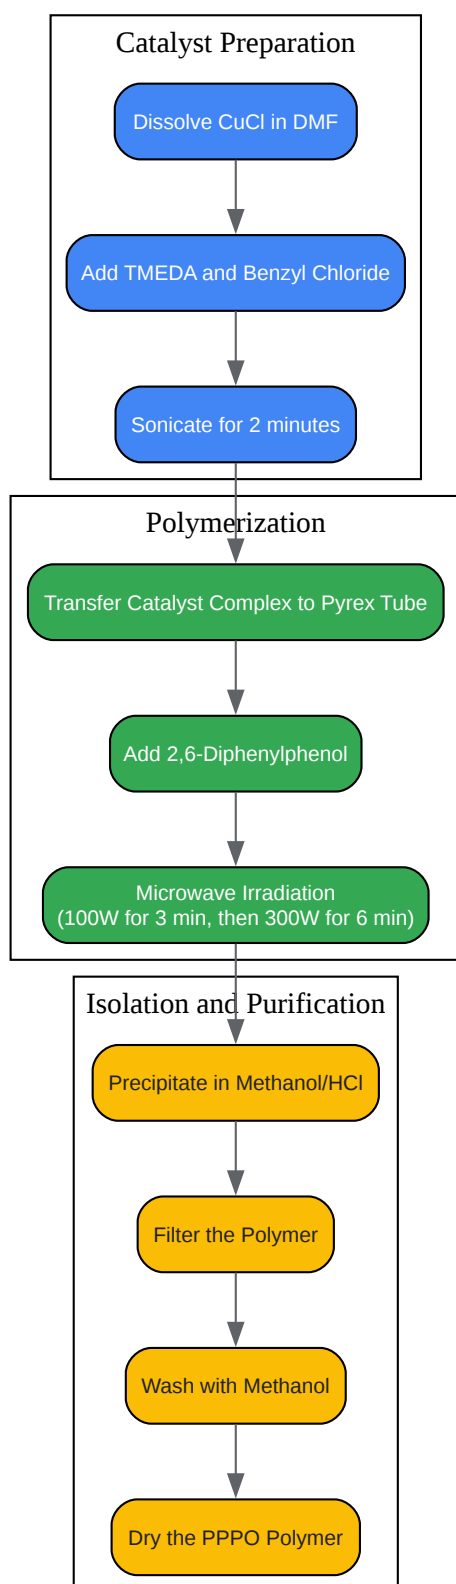 Catalyst Preparation
Dissolve CuCl in DMF
Add TMEDA and Benzyl Chloride
Sonicate for 2 minutes
Polymerization
Transfer Catalyst Complex to Pyrex Tube
Add 2,6-Diphenylphenol
Microwave Irradiation
(100W for 3 min, then 300W for 6 min)
Isolation and Purification
Precipitate in Methanol/HCl
Filter the Polymer
Wash with Methanol
Dry the PPPO Polymer